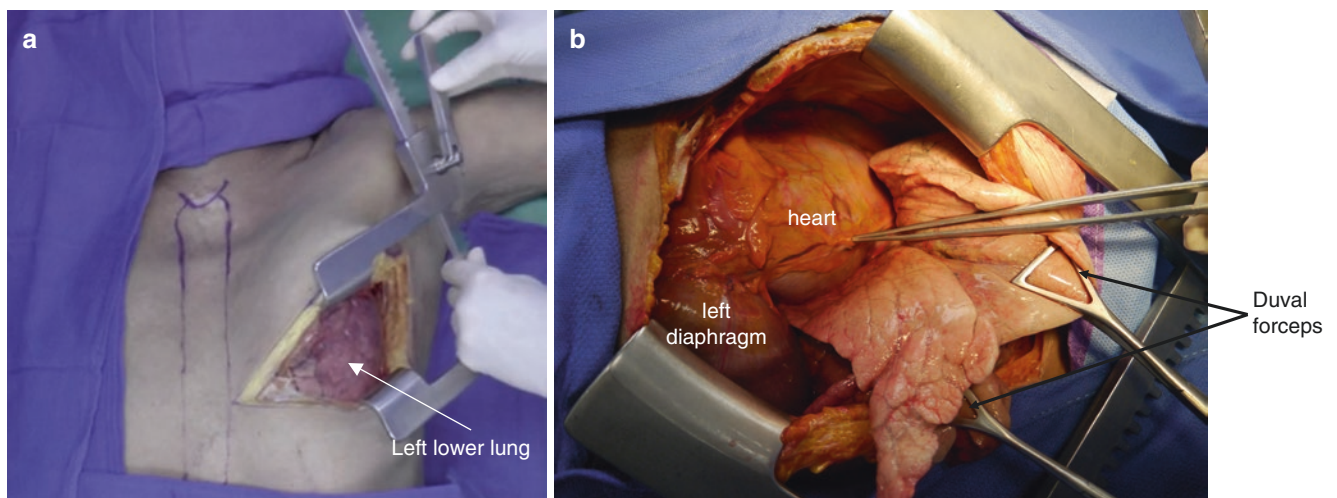 a
Left lower lung
b
heart
left
diaphragm
Duval
forceps